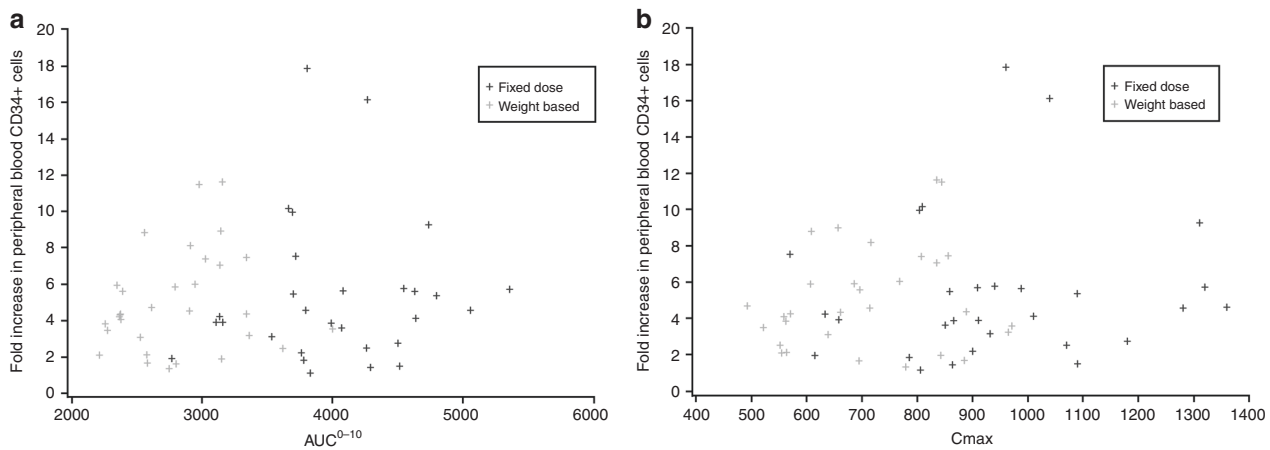 a
Fold increase in peripheral blood CD34+ cells
20
18
16
14
12
10
8
6
4
2
0
2000 3000 4000 5000 6000
AUC0–10
+ Fixed dose
+ Weight based
b
Fold increase in peripheral blood CD34+ cells
20
18
16
14
12
10
8
6
4
2
0
400 500 600 700 800 900 1000 1100 1200 1300 1400
Cmax
+ Fixed dose
+ Weight based